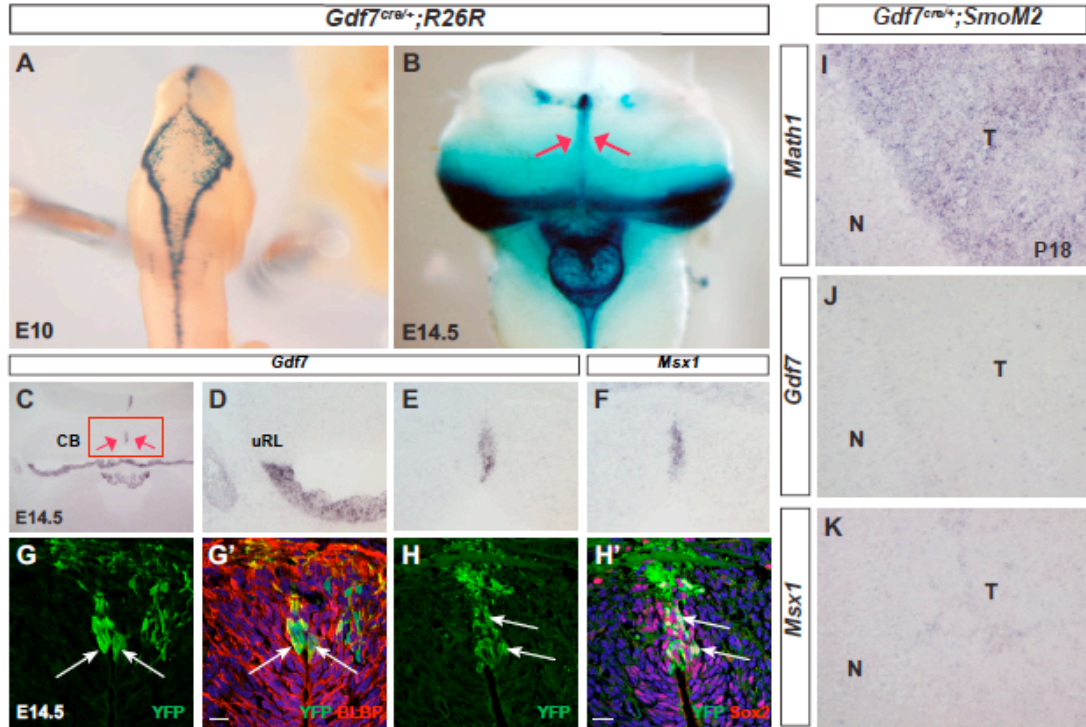 Gdf7cre/+;R26R
Gdf7cre/+;SmoM2
A
E10
B
E14.5
Gdf7
Msx1
C
CB
E14.5
D
uRL
E
F
G
E14.5
YFP
G'
YFP BLBP
H
YFP
H'
YFP Sox2
Math1
I
T
N
P18
Gdf7
J
T
N
Msx1
K
T
N